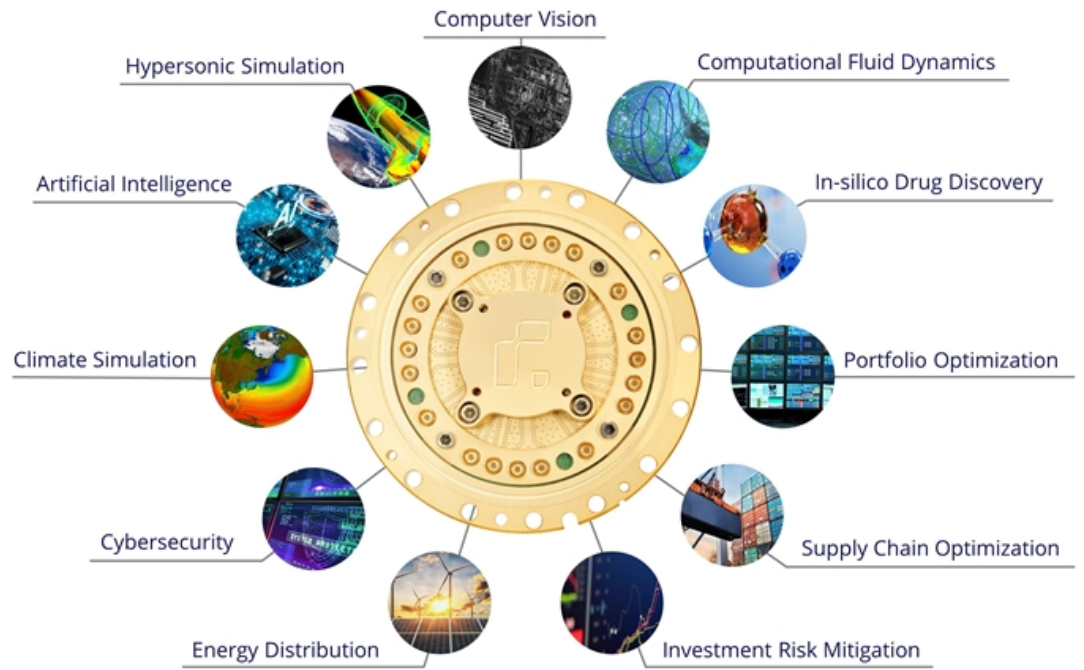 Computer Vision
Hypersonic Simulation
Computational Fluid Dynamics
Artificial Intelligence
In-silico Drug Discovery
AI
Climate Simulation
Portfolio Optimization
Cybersecurity
Supply Chain Optimization
Energy Distribution
Investment Risk Mitigation